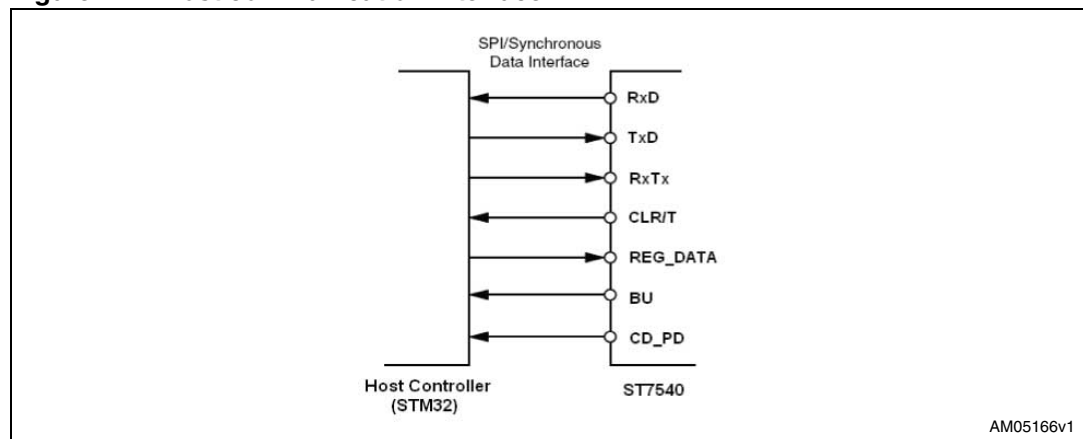 SPI/Synchronous
Data Interface
RxD
TxD
RxTx
CLR/T
REG_DATA
BU
CD_PD
Host Controller
(STM32)
ST7540
AM05166v1